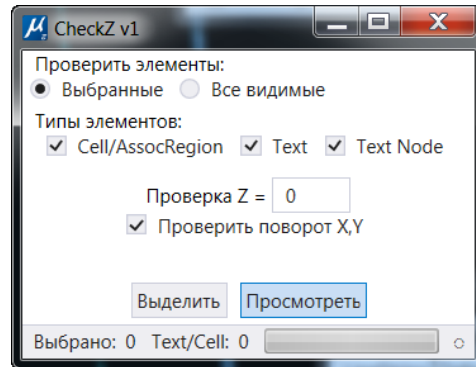 CheckZ v1
Проверить элементы:
Выбранные Все видимые
Типы элементов:
Cell/AssocRegion Text Text Node
Проверка Z = 0
Проверить поворот X,Y
Выделить Просмотреть
Выбрано: 0 Text/Cell: 0